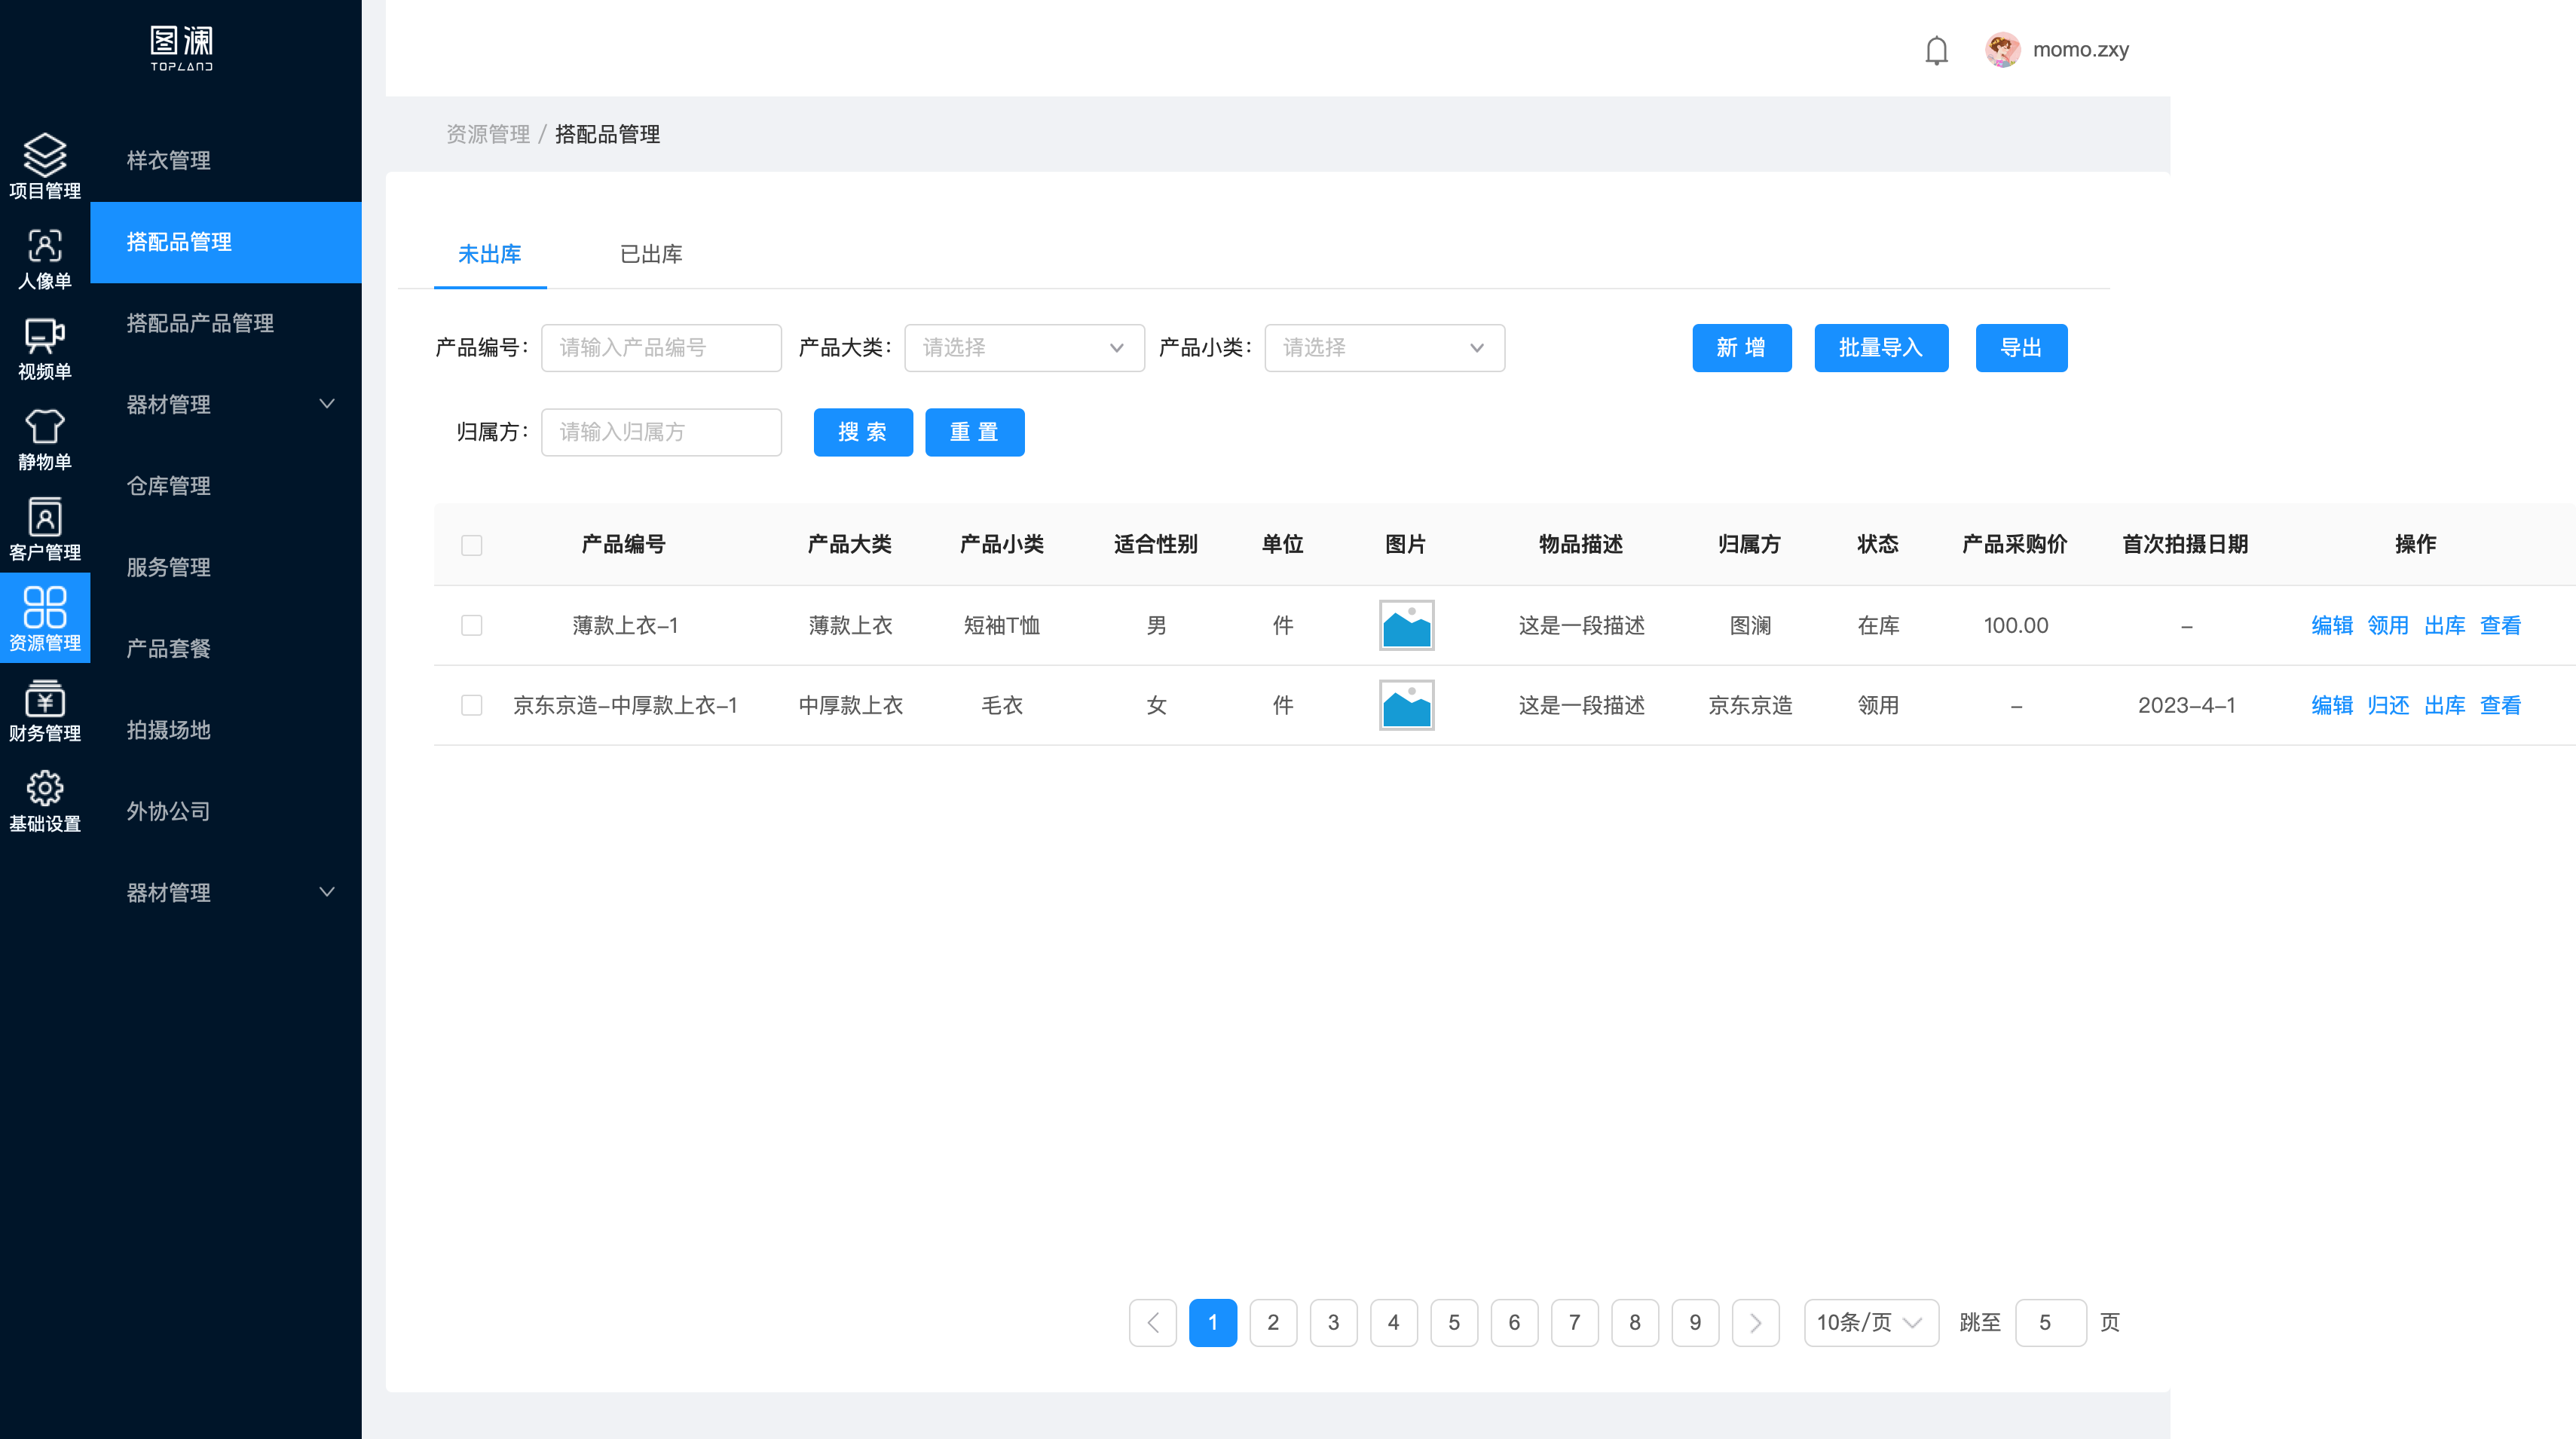 图澜
TOPLAND
momo.zxy
项目管理
人像单
视频单
静物单
客户管理
资源管理
财务管理
基础设置
样衣管理
搭配品管理
搭配品产品管理
器材管理
仓库管理
服务管理
产品套餐
拍摄场地
外协公司
器材管理
资源管理 / 搭配品管理
未出库 已出库
产品编号： 请输入产品编号 产品大类： 请选择 产品小类： 请选择 新 增 批量导入 导出
归属方： 请输入归属方 搜 索 重 置
产品编号 产品大类 产品小类 适合性别 单位 图片 物品描述 归属方 状态 产品采购价 首次拍摄日期 操作
薄款上衣-1 薄款上衣 短袖T恤 男 件 这是一段描述 图澜 在库 100.00 - 编辑 领用 出库 查看
京东京造-中厚款上衣-1 中厚款上衣 毛衣 女 件 这是一段描述 京东京造 领用 - 2023-4-1 编辑 归还 出库 查看
1 2 3 4 5 6 7 8 9 10条/页 跳至 5 页